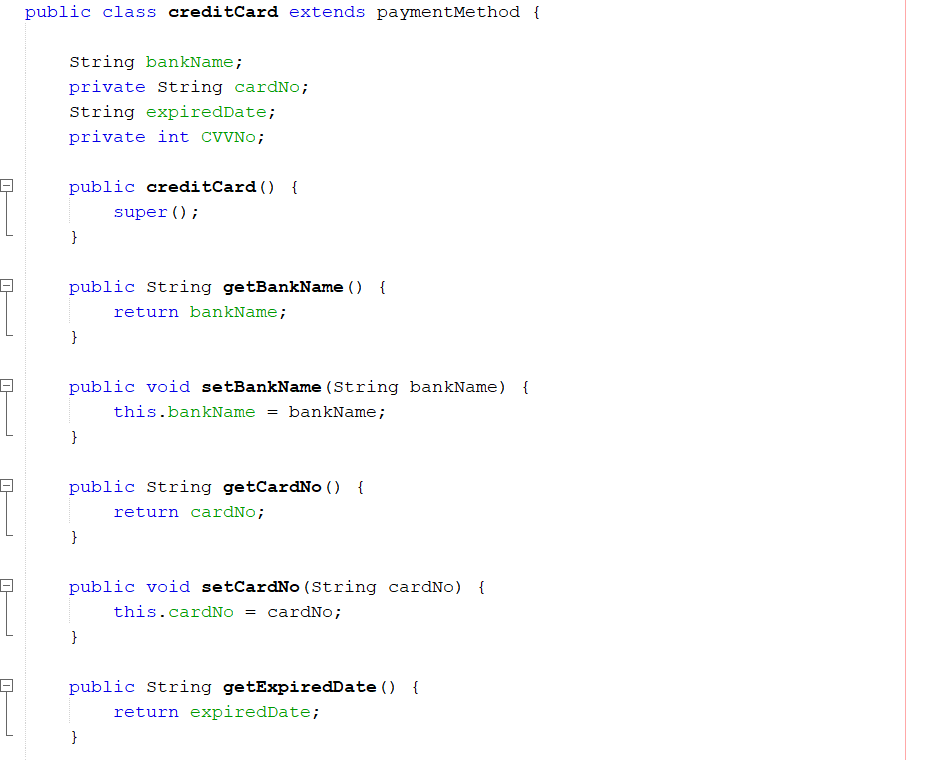 public class creditCard extends paymentMethod {
String bankName;
private String cardNo;
String expiredDate;
private int CVVNo;
public creditCard() {
super();
}
public String getBankName() {
return bankName;
}
public void setBankName(String bankName) {
this.bankName = bankName;
}
public String getCardNo() {
return cardNo;
}
public void setCardNo(String cardNo) {
this.cardNo = cardNo;
}
public String getExpiredDate() {
return expiredDate;
}